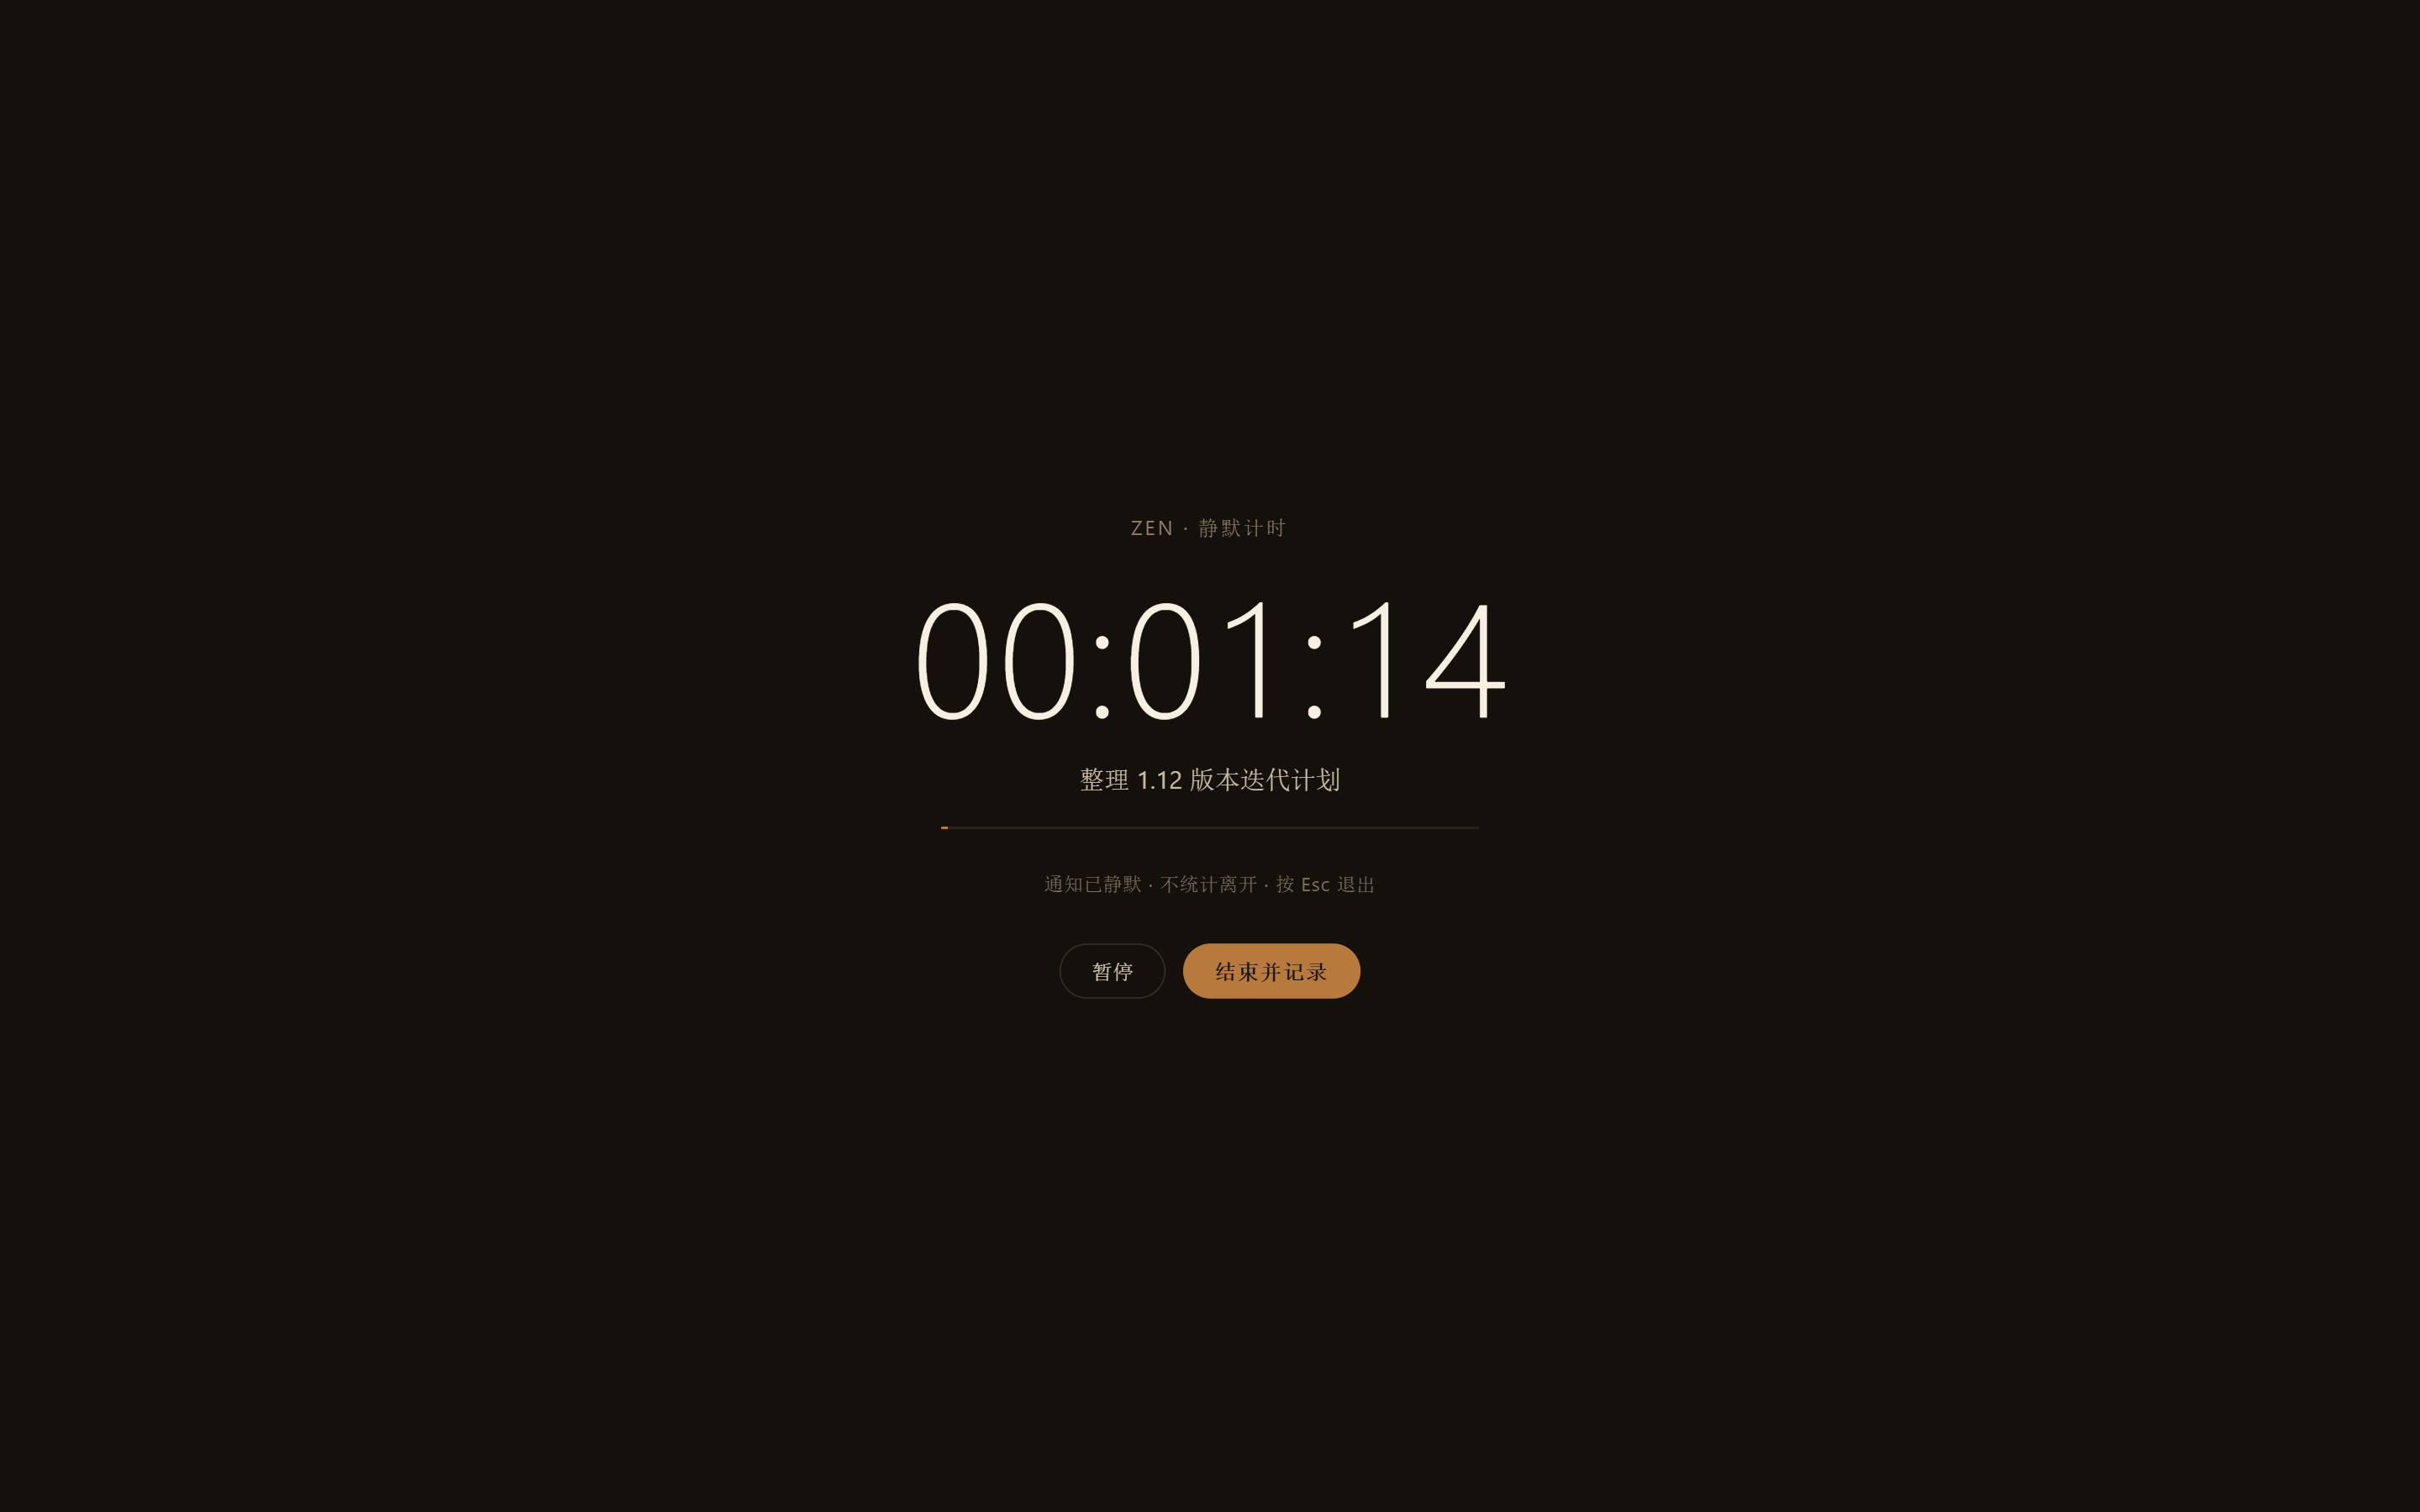 ZEN · 静默计时
00:01:14
整理 1.12 版本迭代计划
通知已静默 · 不统计离开 · 按 Esc 退出
暂停
结束并记录